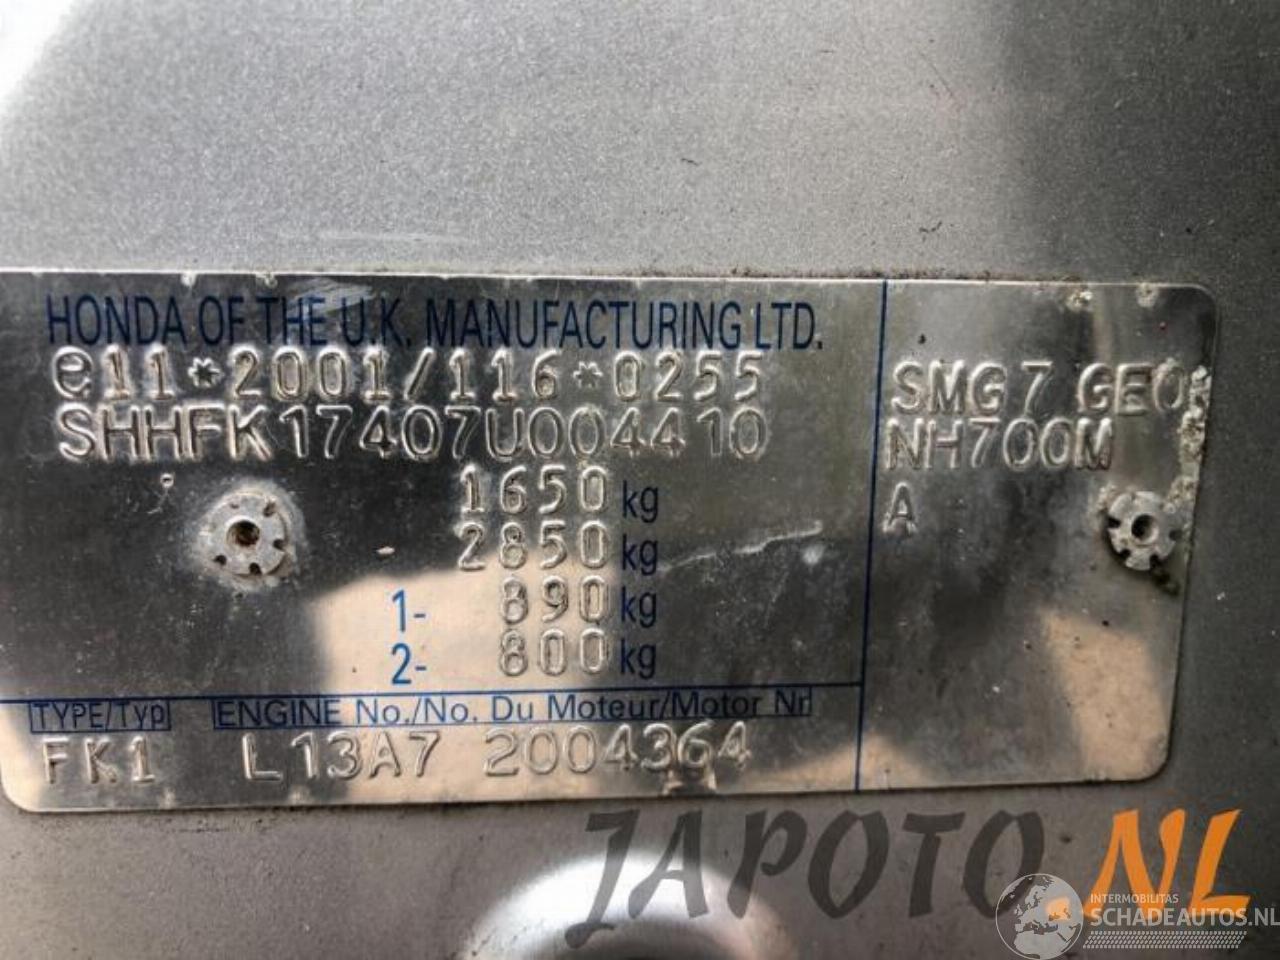 HONDA OF THE U.K. MANUFACTURING LTD.
e11*2001/116*0255
SHHFK17407U004410
1650 kg
2850 kg
1- 890 kg
2- 800 kg
TYPE/Typ ENGINE No./No. Du Moteur/Motor Nr
FK1 L13A7 2004364
SMG7 GEO
NH700M
A
JAPOTO.NL
INTERMOBILITAS
SCHADEAUTOS.NL